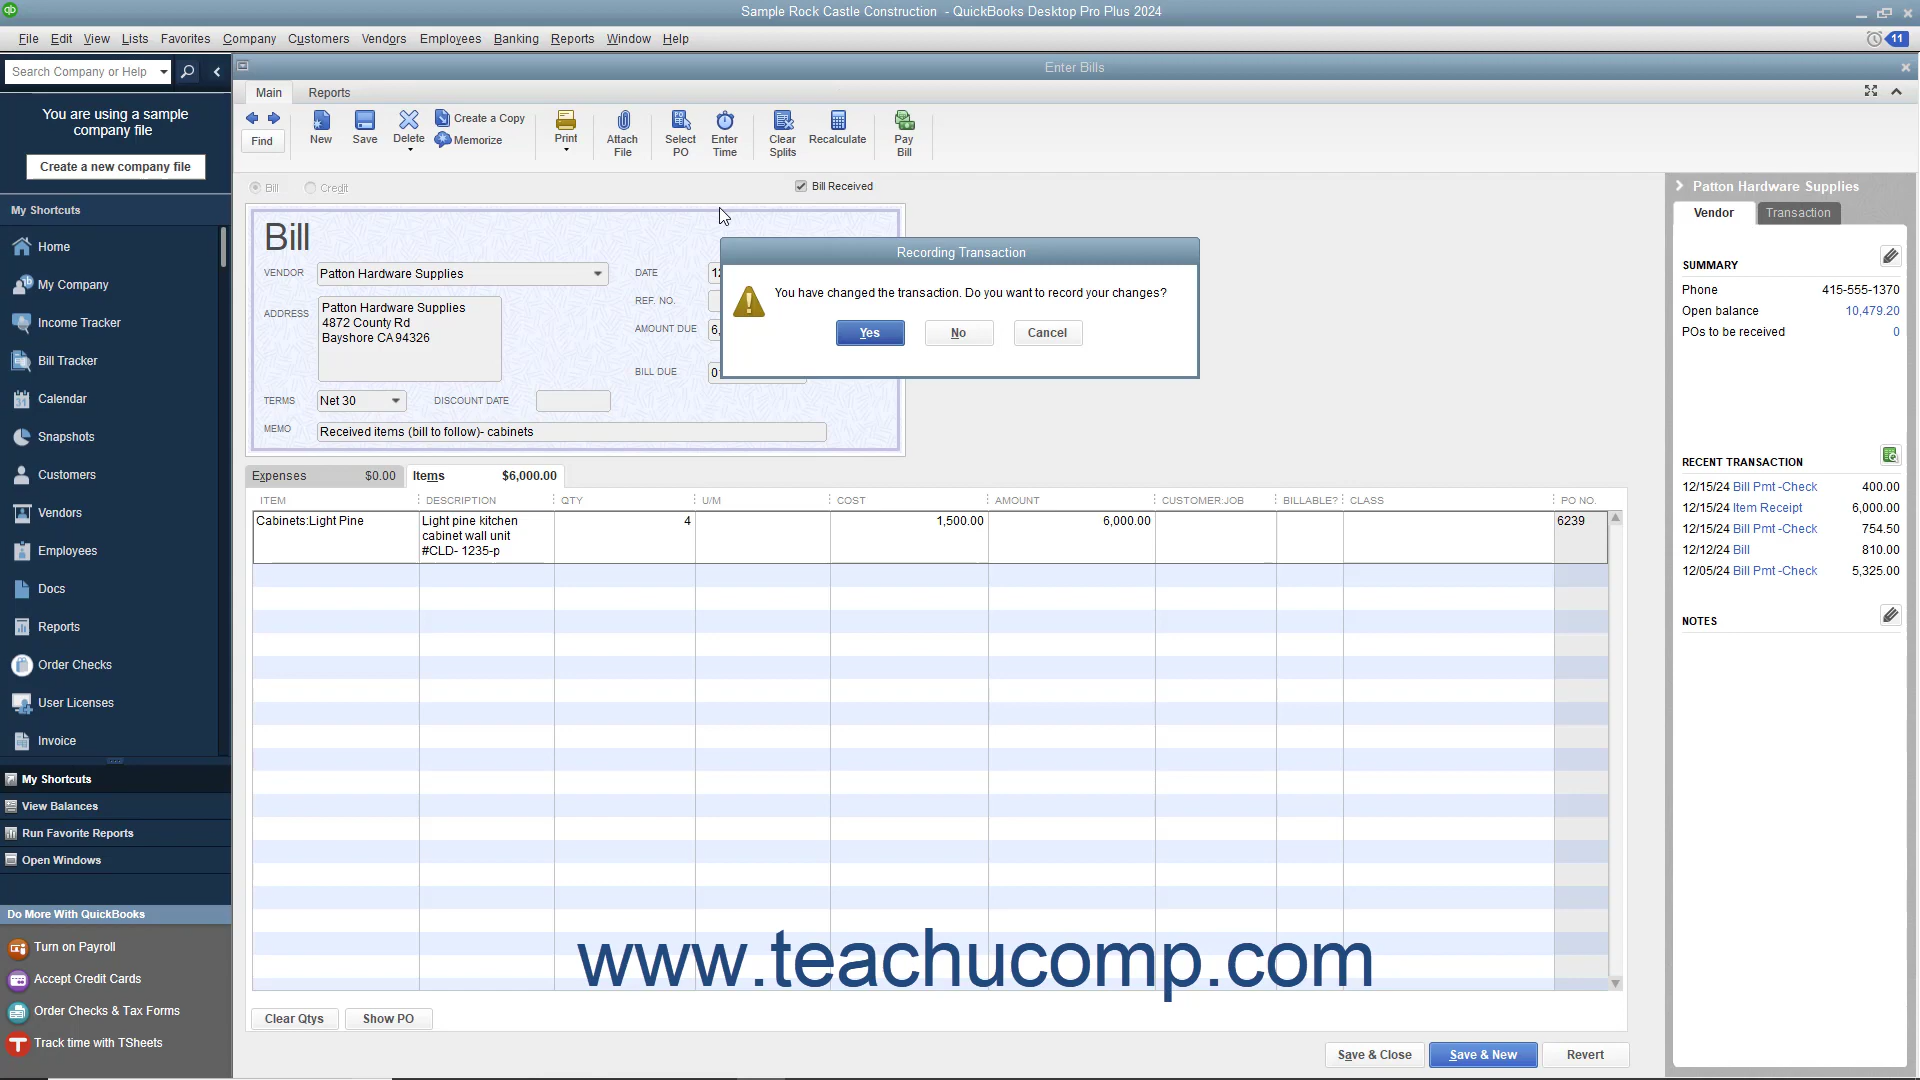 Sample Rock Castle Construction - QuickBooks Desktop Pro Plus 2024
File Edit View Lists Favorites Company Customers Vendors Employees Banking Reports Window Help
11
Search Company or Help
Enter Bills
You are using a sample
company file
Create a new company file
My Shortcuts
Home
My Company
Income Tracker
Bill Tracker
Calendar
Snapshots
Customers
Vendors
Employees
Docs
Reports
Order Checks
User Licenses
Invoice
My Shortcuts
View Balances
Run Favorite Reports
Open Windows
Do More With QuickBooks
Turn on Payroll
Accept Credit Cards
Order Checks & Tax Forms
Track time with TSheets
Main Reports
Find
New
Save
Delete
Create a Copy
Memorize
Print
Attach
File
Select
PO
Enter
Time
Clear
Splits
Recalculate
Pay
Bill
Bill Credit
Bill Received
Bill
VENDOR Patton Hardware Supplies
ADDRESS
Patton Hardware Supplies
4872 County Rd
Bayshore CA 94326
DATE 12
REF. NO.
AMOUNT DUE 6,
BILL DUE 0
TERMS Net 30 DISCOUNT DATE
MEMO Received items (bill to follow)- cabinets
Recording Transaction
You have changed the transaction. Do you want to record your changes?
Yes No Cancel
Expenses $0.00 Items $6,000.00
ITEM DESCRIPTION QTY U/M COST AMOUNT CUSTOMER:JOB BILLABLE? CLASS PO NO.
Cabinets:Light Pine Light pine kitchen 4 1,500.00 6,000.00 6239
cabinet wall unit
#CLD- 1235-p
www.teachucomp.com
Clear Qtys Show PO
Save & Close Save & New Revert
Patton Hardware Supplies
Vendor Transaction
SUMMARY
Phone 415-555-1370
Open balance 10,479.20
POs to be received 0
RECENT TRANSACTION
12/15/24 Bill Pmt -Check 400.00
12/15/24 Item Receipt 6,000.00
12/15/24 Bill Pmt -Check 754.50
12/12/24 Bill 810.00
12/05/24 Bill Pmt -Check 5,325.00
NOTES